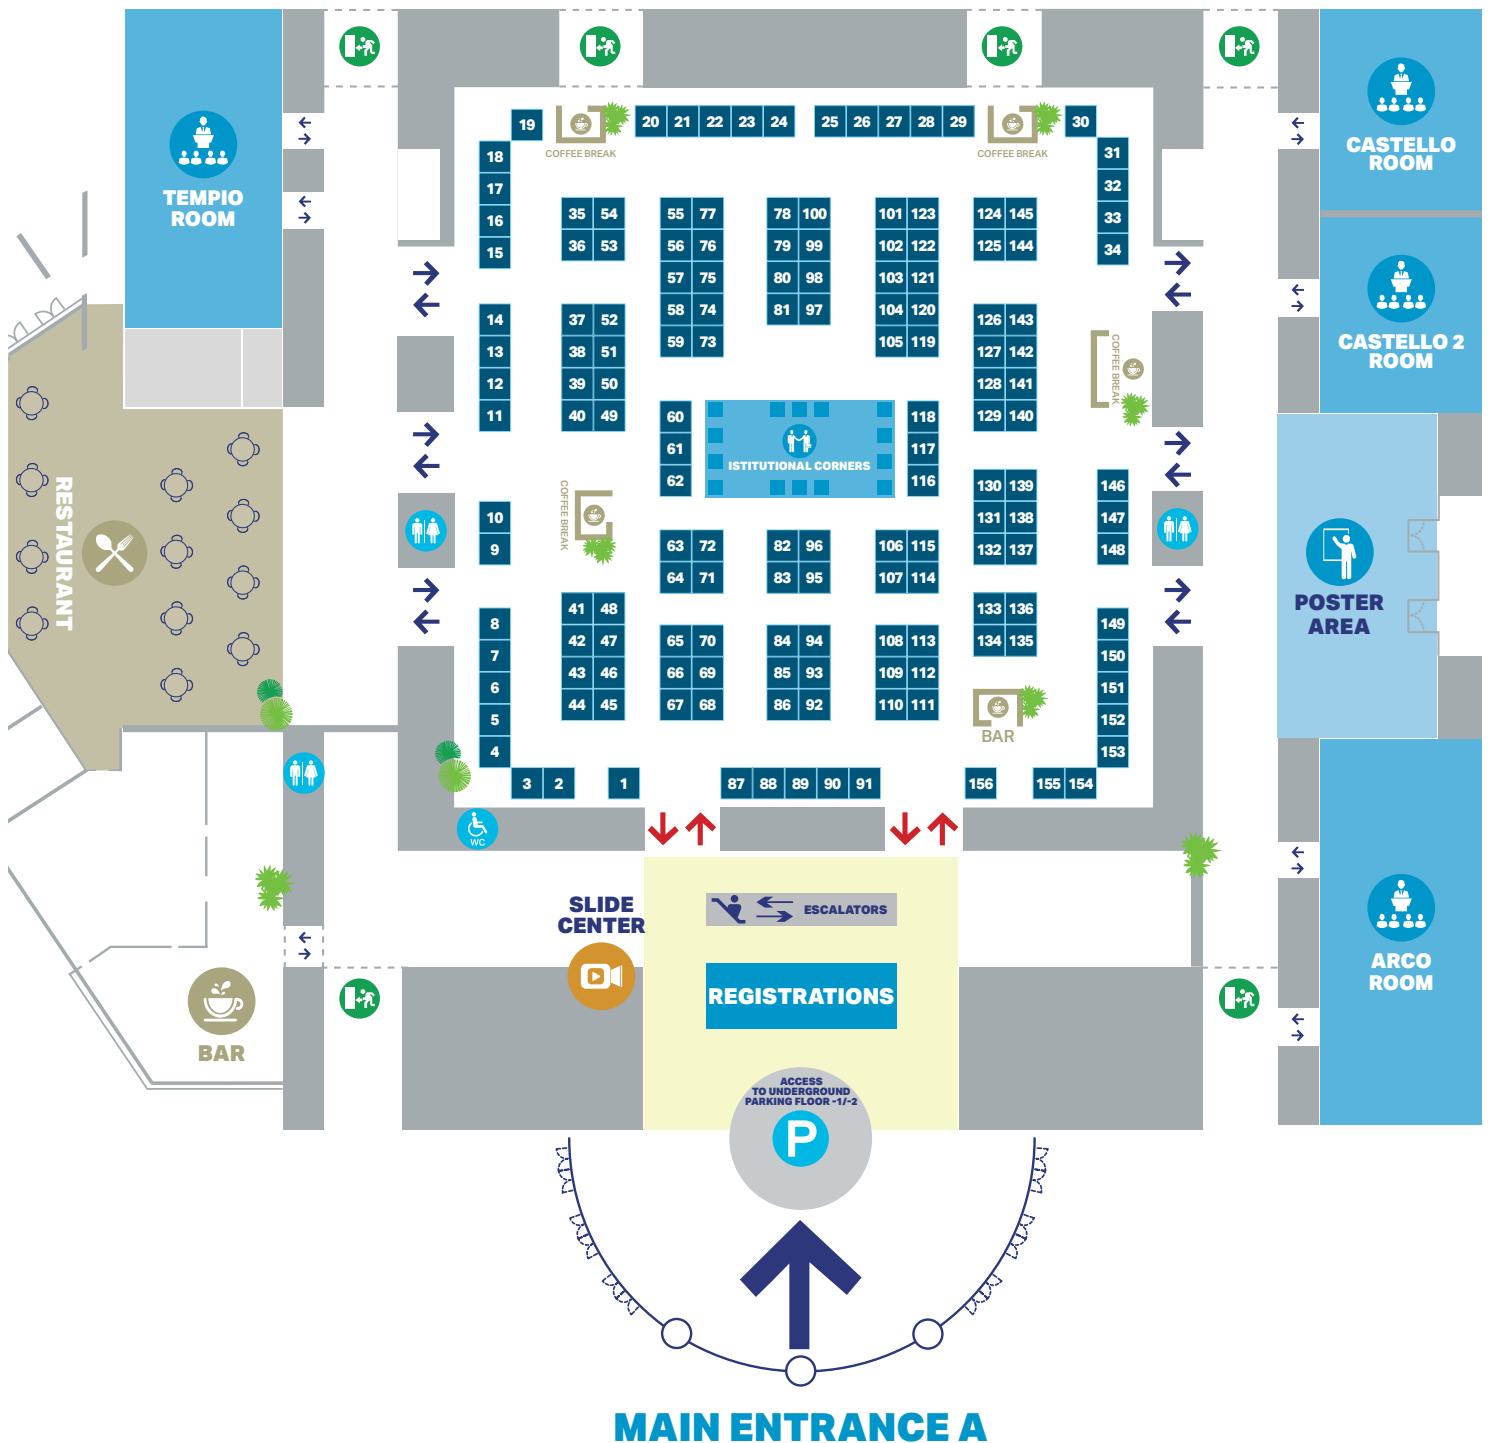 TEMPIO
ROOM
CASTELLO
ROOM
CASTELLO 2
ROOM
POSTER
AREA
ARCO
ROOM
RESTAURANT
BAR
19
COFFEE BREAK
20 21 22 23 24
25 26 27 28 29
COFFEE BREAK
30
18
17
16
15
31
32
33
34
35 54
36 53
55 77
56 76
57 75
58 74
59 73
78 100
79 99
80 98
81 97
101 123
102 122
103 121
104 120
105 119
124 145
125 144
14
13
12
11
37 52
38 51
39 50
40 49
126 143
127 142
128 141
129 140
COFFEE BREAK
60
61
62
ISTITUTIONAL CORNERS
118
117
116
10
9
COFFEE BREAK
63 72
64 71
82 96
83 95
106 115
107 114
130 139
131 138
132 137
146
147
148
8
7
6
5
4
41 48
42 47
43 46
44 45
65 70
66 69
67 68
84 94
85 93
86 92
108 113
109 112
110 111
133 136
134 135
149
150
151
152
153
BAR
3 2
1
87 88 89 90 91
156
155 154
WC
SLIDE
CENTER
ESCALATORS
REGISTRATIONS
ACCESS
TO UNDERGROUND
PARKING FLOOR -1/-2
P
MAIN ENTRANCE A